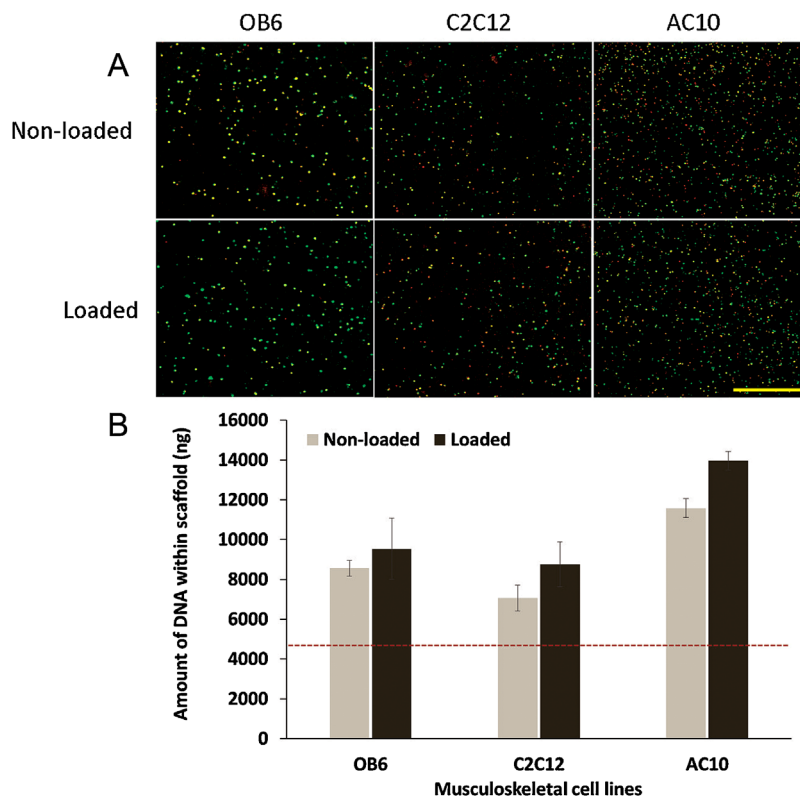 OB6 C2C12 AC10
A
Non-loaded
Loaded
B
16000
14000
12000
10000
8000
6000
4000
2000
0
Amount of DNA within scaffold (ng)
Non-loaded Loaded
OB6 C2C12 AC10
Musculoskeletal cell lines